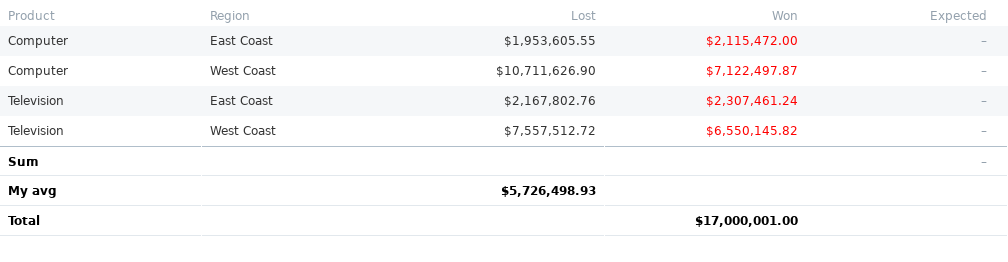 Product Region Lost Won Expected
Computer East Coast $1,953,605.55 $2,115,472.00 –
Computer West Coast $10,711,626.90 $7,122,497.87 –
Television East Coast $2,167,802.76 $2,307,461.24 –
Television West Coast $7,557,512.72 $6,550,145.82 –
Sum –
My avg $5,726,498.93
Total $17,000,001.00